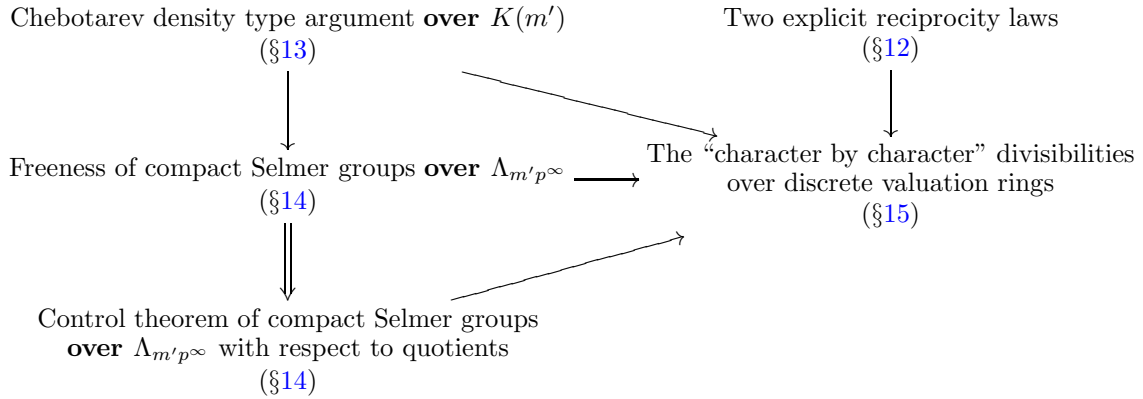 Chebotarev density type argument over K(m′)
(§13)
Two explicit reciprocity laws
(§12)
Freeness of compact Selmer groups over Λ_{m′p^∞}
(§14)
The “character by character” divisibilities
over discrete valuation rings
(§15)
Control theorem of compact Selmer groups
over Λ_{m′p^∞} with respect to quotients
(§14)